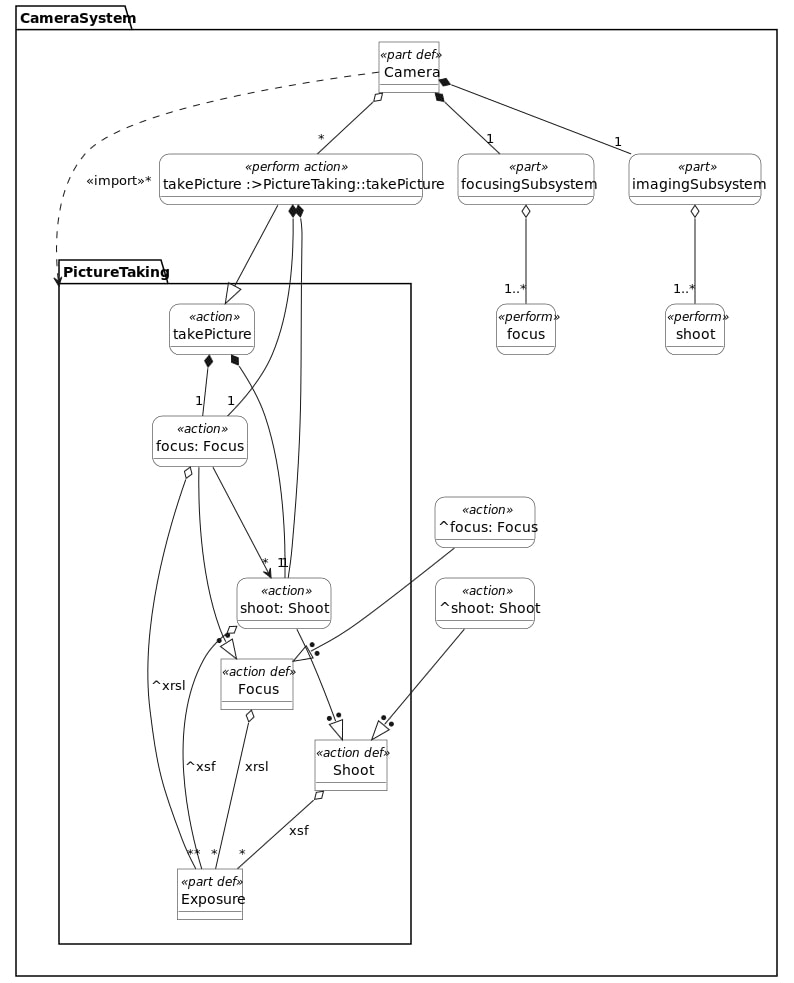 CameraSystem
«part def»
Camera
*
1
1
«import»*
«perform action»
takePicture :>PictureTaking::takePicture
«part»
focusingSubsystem
«part»
imagingSubsystem
PictureTaking
1..*
1..*
«action»
takePicture
«perform»
focus
«perform»
shoot
1
1
«action»
focus: Focus
«action»
^focus: Focus
*
1
1
«action»
shoot: Shoot
«action»
^shoot: Shoot
«action def»
Focus
^xrsl
«action def»
Shoot
^xsf
xrsl
xsf
*
*
*
*
«part def»
Exposure